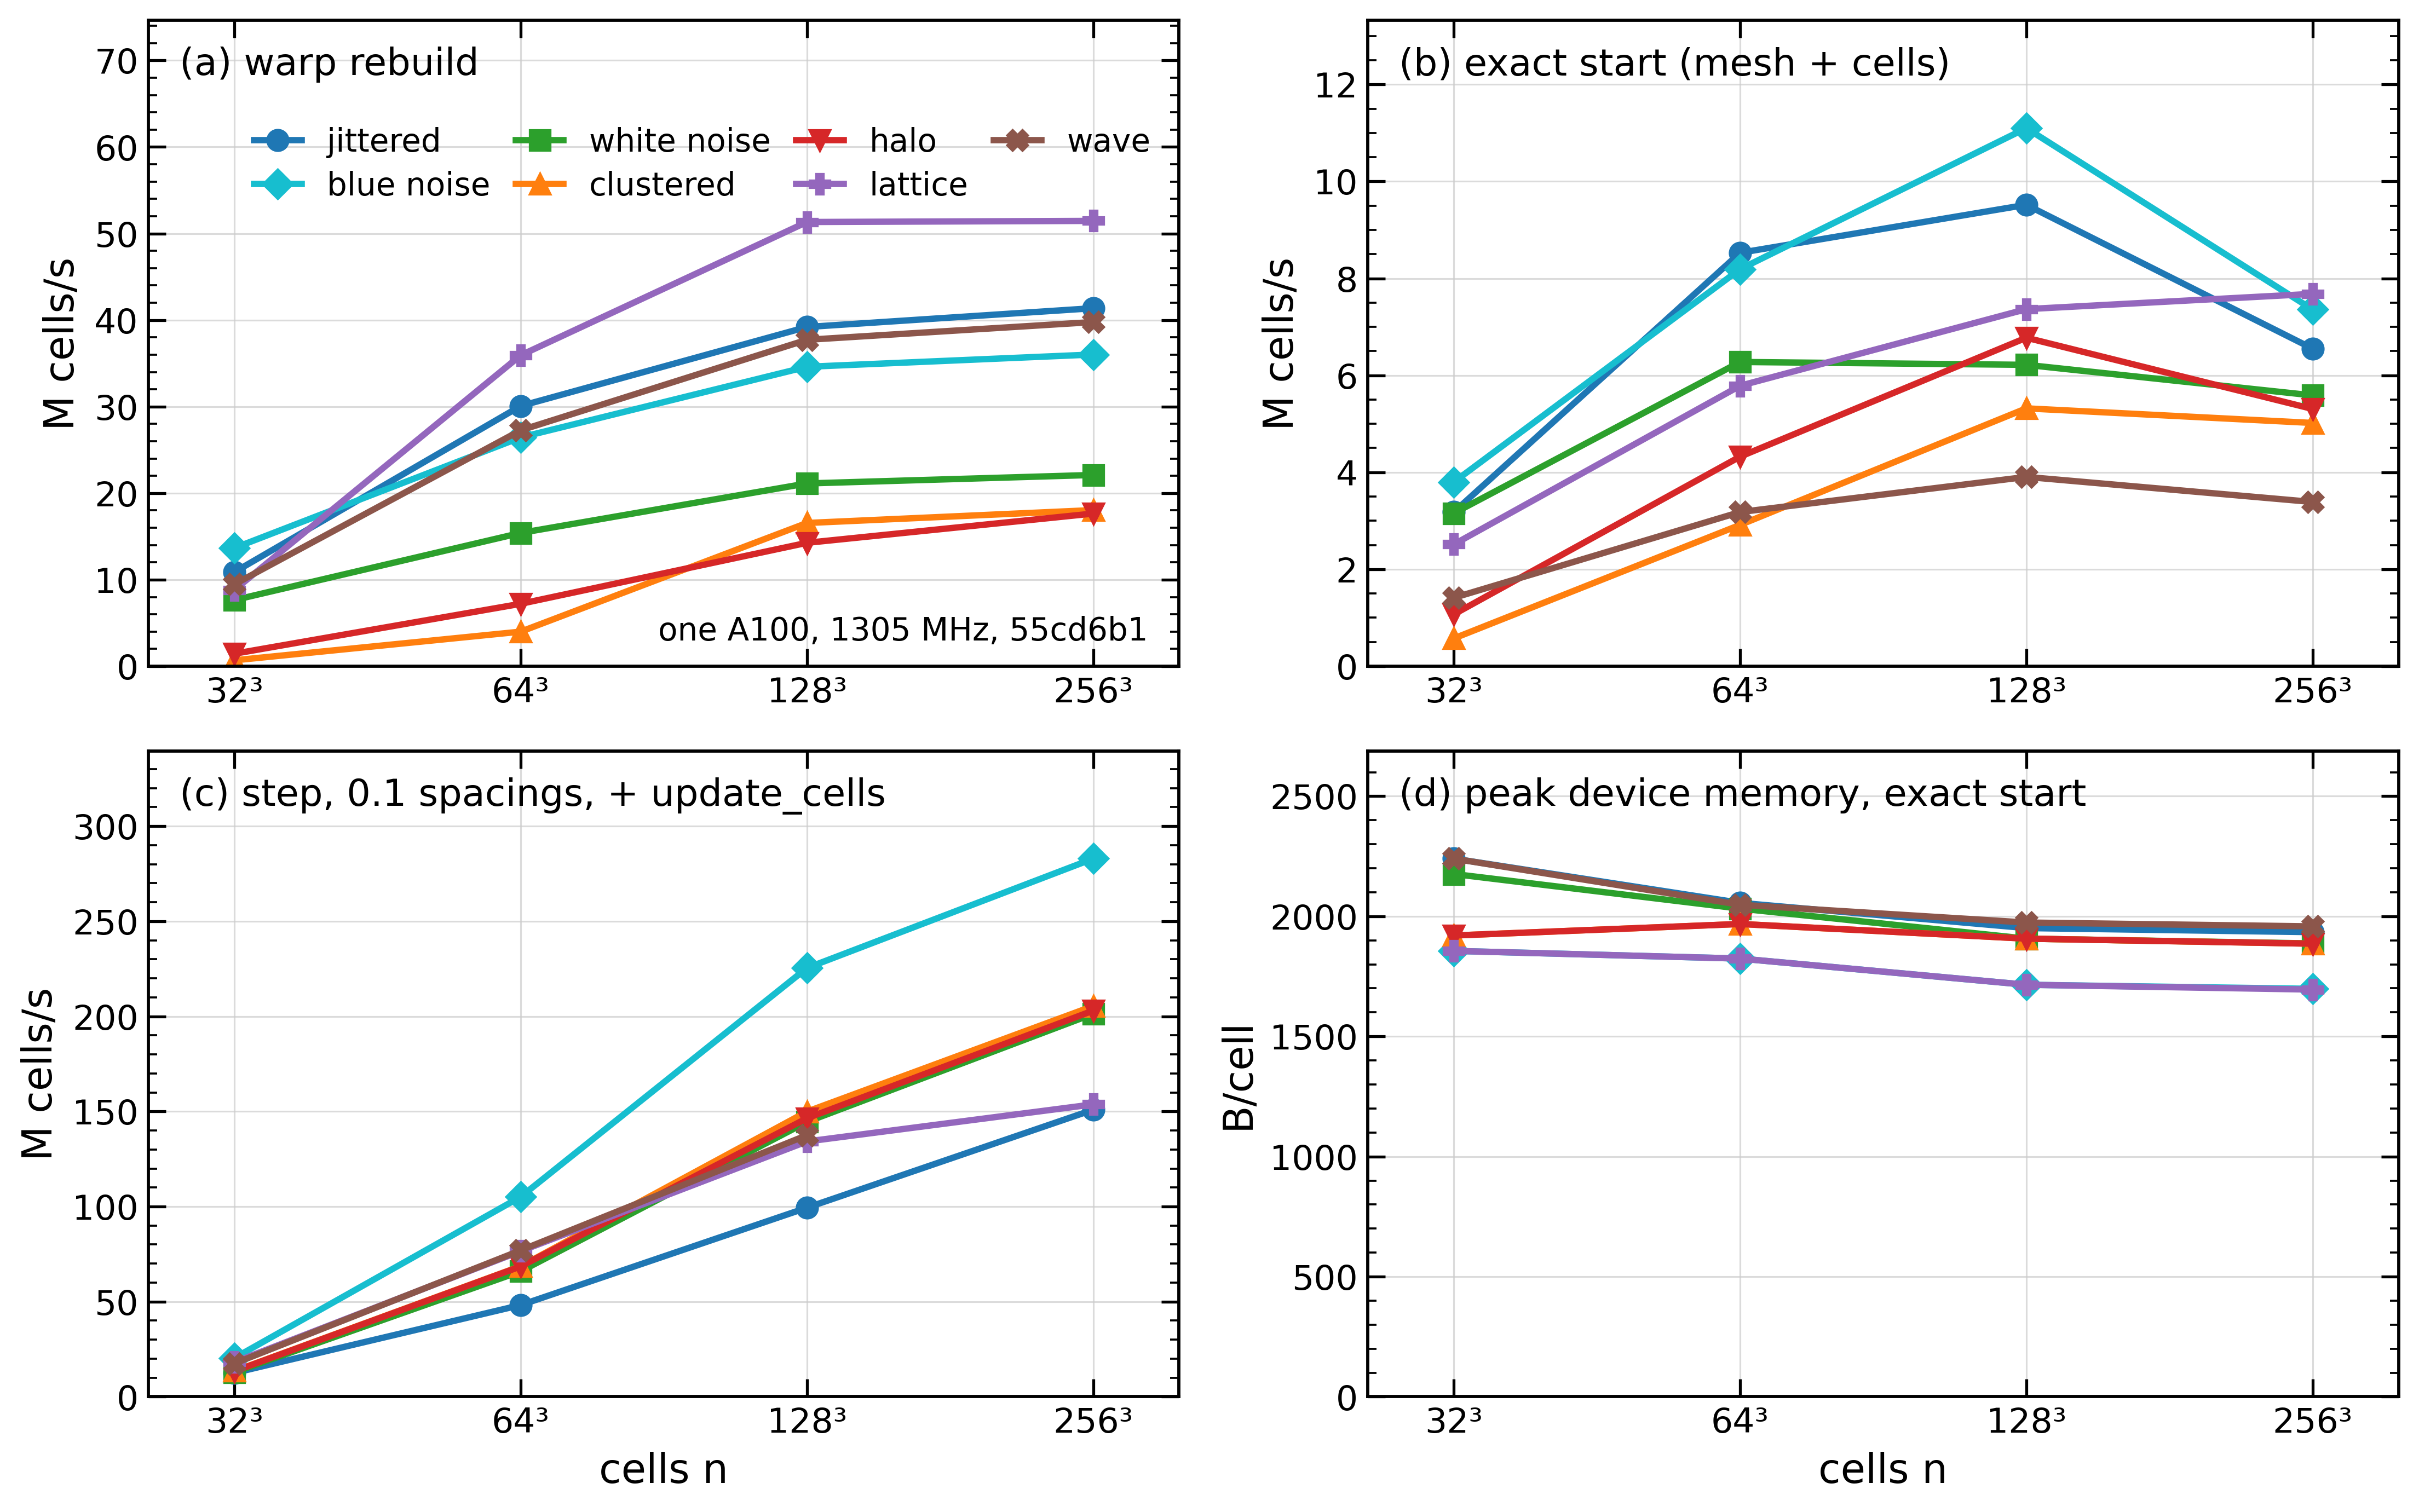 (a) warp rebuild
jittered
white noise
halo
wave
blue noise
clustered
lattice
one A100, 1305 MHz, 55cd6b1
M cells/s
70
60
50
40
30
20
10
0
32³
64³
128³
256³
(b) exact start (mesh + cells)
M cells/s
12
10
8
6
4
2
0
32³
64³
128³
256³
(c) step, 0.1 spacings, + update_cells
M cells/s
300
250
200
150
100
50
0
32³
64³
128³
256³
cells n
(d) peak device memory, exact start
B/cell
2500
2000
1500
1000
500
0
32³
64³
128³
256³
cells n